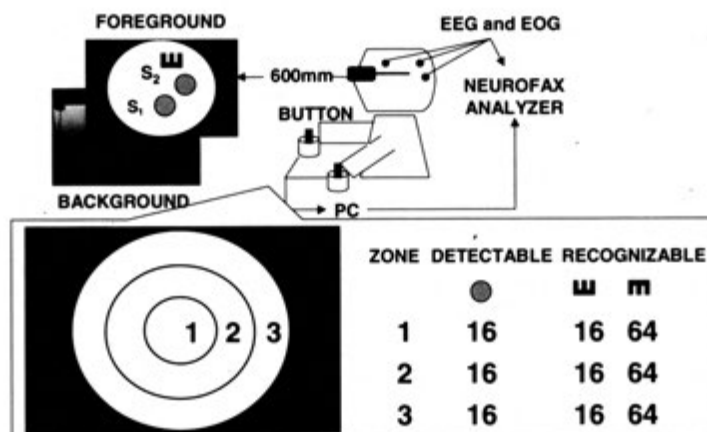 FOREGROUND
EEG and EOG
S₂
S₁
600mm
NEUROFAX
ANALYZER
BUTTON
BACKGROUND
PC
ZONE DETECTABLE RECOGNIZABLE
1 2 3
1 16 16 64
2 16 16 64
3 16 16 64